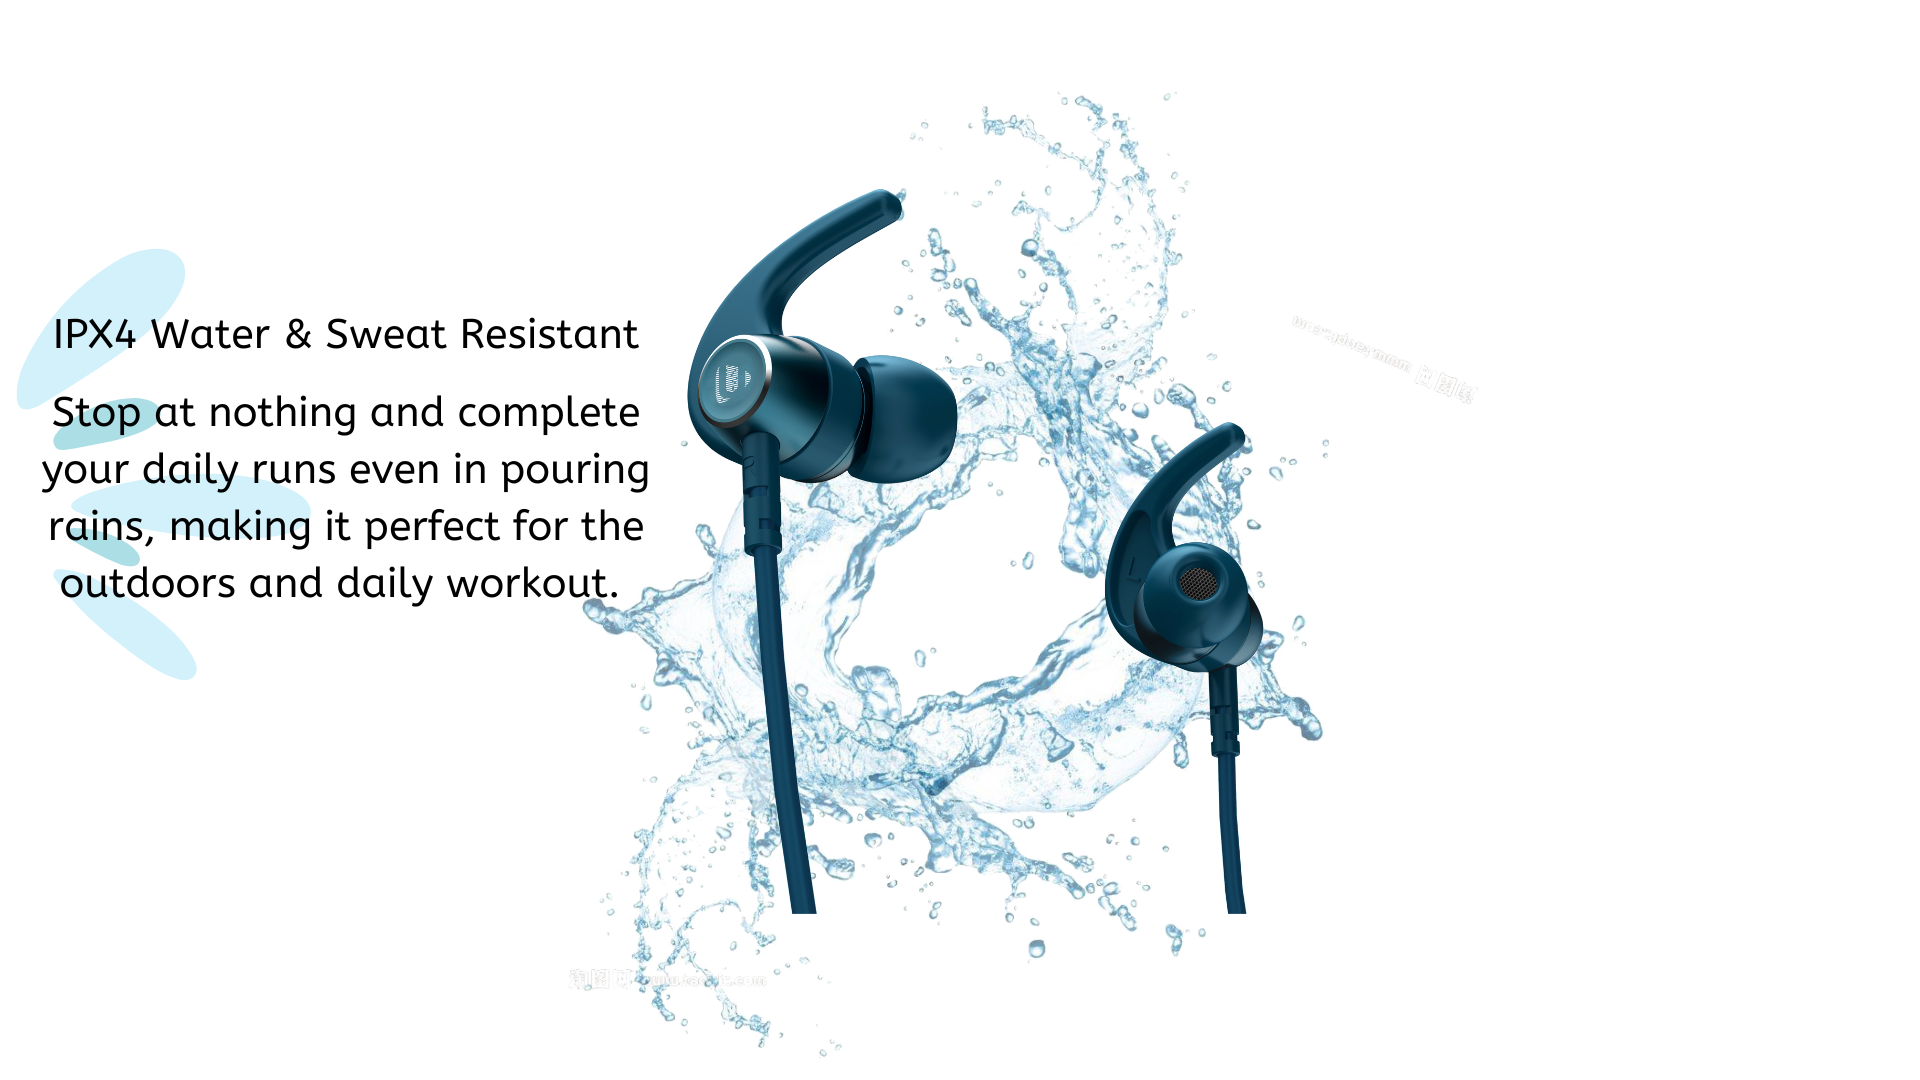 IPX4 Water & Sweat Resistant
Stop at nothing and complete
your daily runs even in pouring
rains, making it perfect for the
outdoors and daily workout.